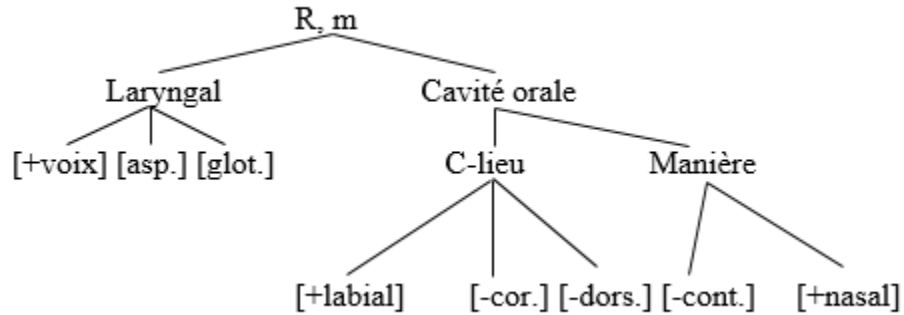 R, m
Laryngal Cavité orale
[+voix] [asp.] [glot.] C-lieu Manière
[+labial] [-cor.] [-dors.] [-cont.] [+nasal]